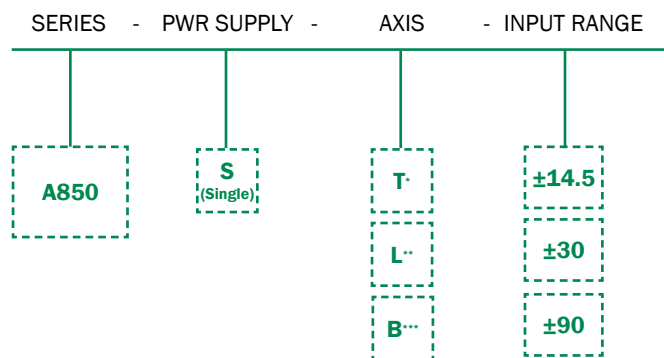 SERIES - PWR SUPPLY - AXIS - INPUT RANGE
A850
S
(Single)
T*
±14.5
L**
±30
B***
±90